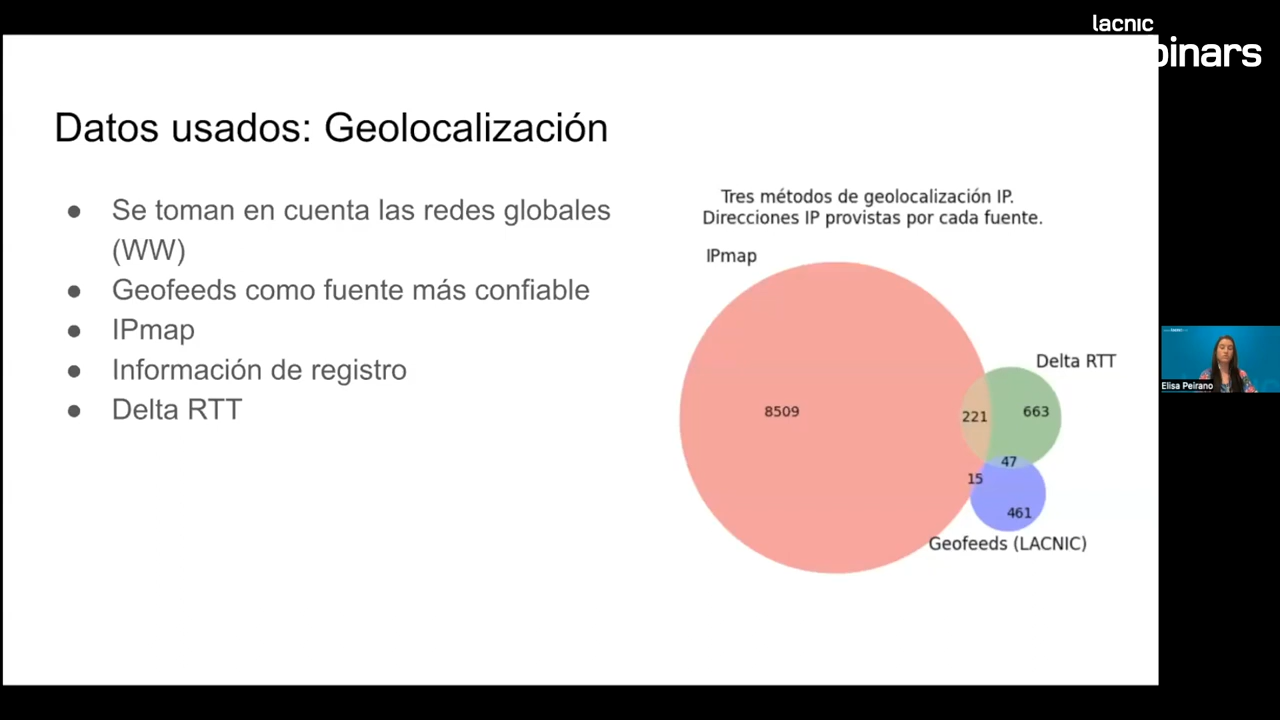 lacnic
binars
Datos usados: Geolocalización
● Se toman en cuenta las redes globales
(WW)
● Geofeeds como fuente más confiable
● IPmap
● Información de registro
● Delta RTT
Tres métodos de geolocalización IP.
Direcciones IP provistas por cada fuente.
IPmap
Delta RTT
8509
221
663
47
15
461
Geofeeds (LACNIC)
Elisa Peirano